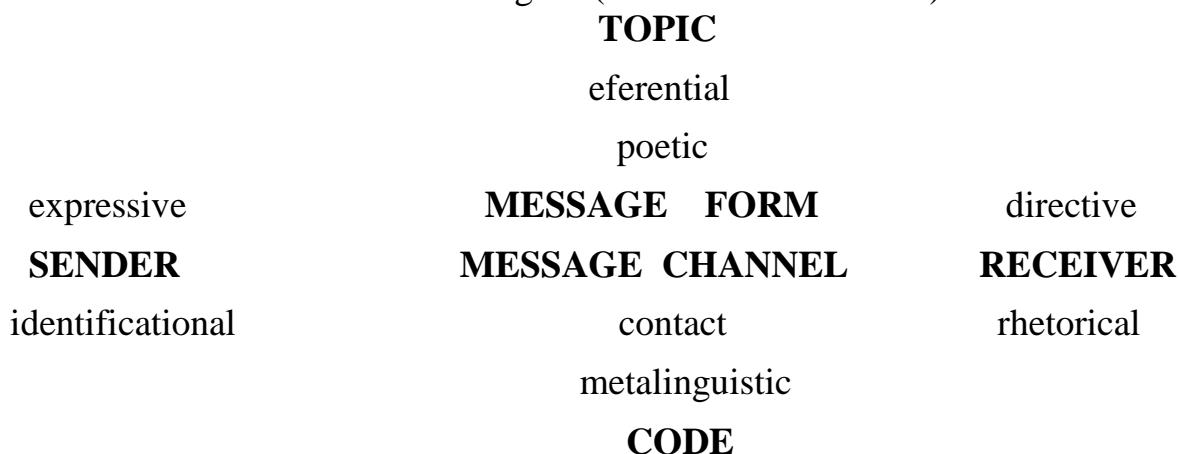 TOPIC
eferential
poetic
expressive MESSAGE FORM directive
SENDER MESSAGE CHANNEL RECEIVER
identificational contact rhetorical
metalinguistic
CODE